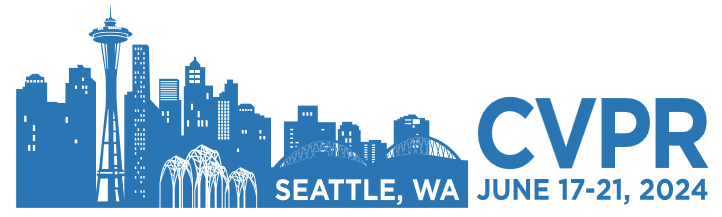 CVPR
SEATTLE, WA
JUNE 17-21, 2024